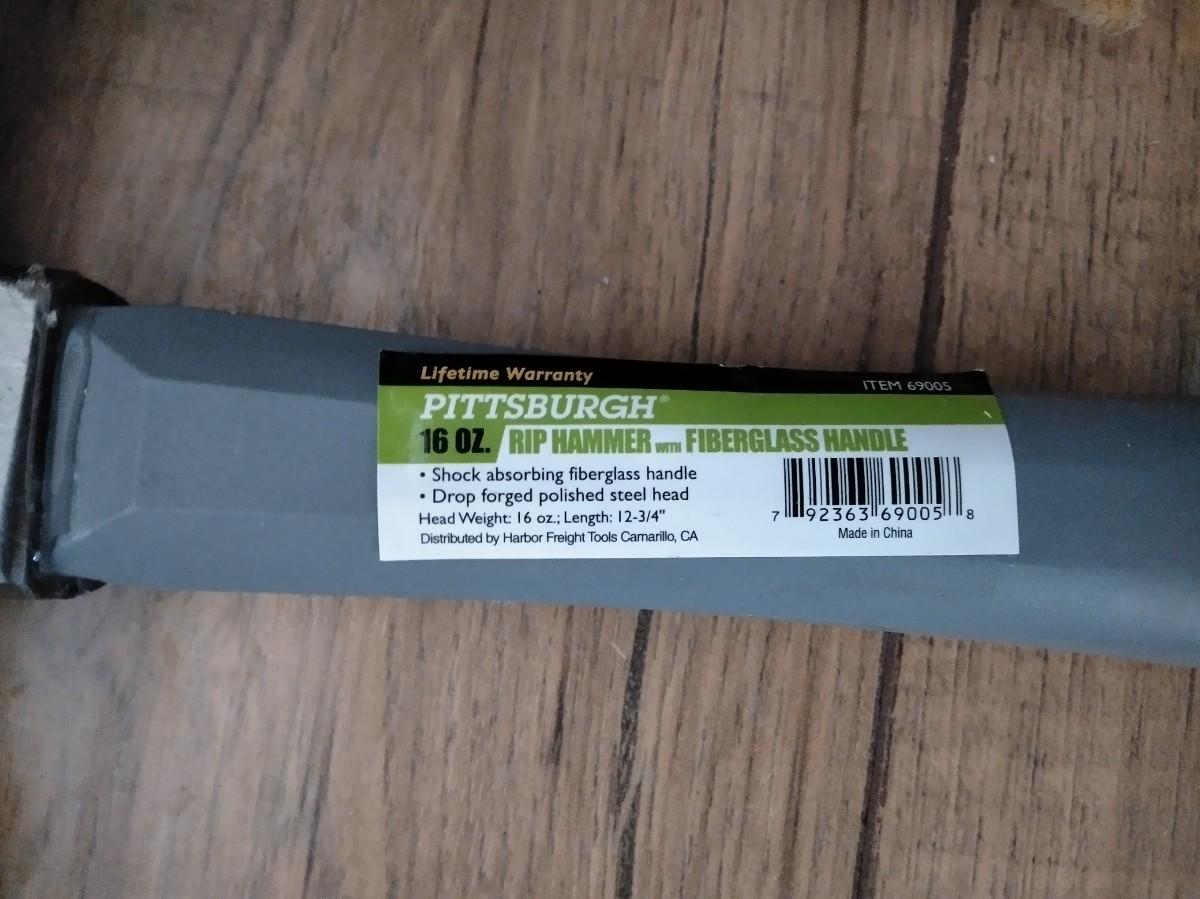 Lifetime Warranty ITEM 69005
PITTSBURGH®
16 OZ. RIP HAMMER WITH FIBERGLASS HANDLE
• Shock absorbing fiberglass handle
• Drop forged polished steel head
Head Weight: 16 oz.; Length: 12-3/4"
Distributed by Harbor Freight Tools Camarillo, CA
7 92363 69005 8
Made in China